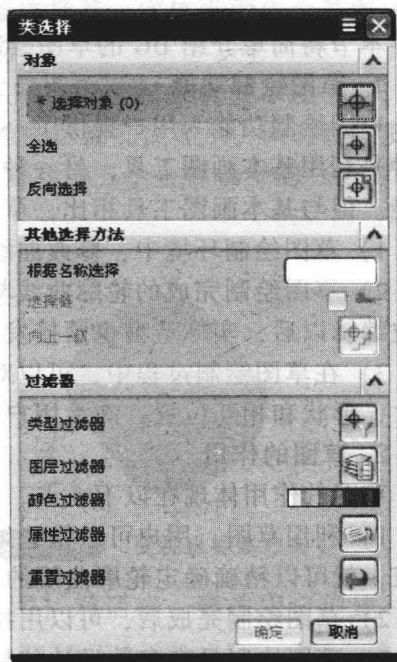 类选择
对象
* 选择对象 (0)
全选
反向选择
其他选择方法
根据名称选择
选择链
向上一级
过滤器
类型过滤器
图层过滤器
颜色过滤器
属性过滤器
重置过滤器
确定 取消